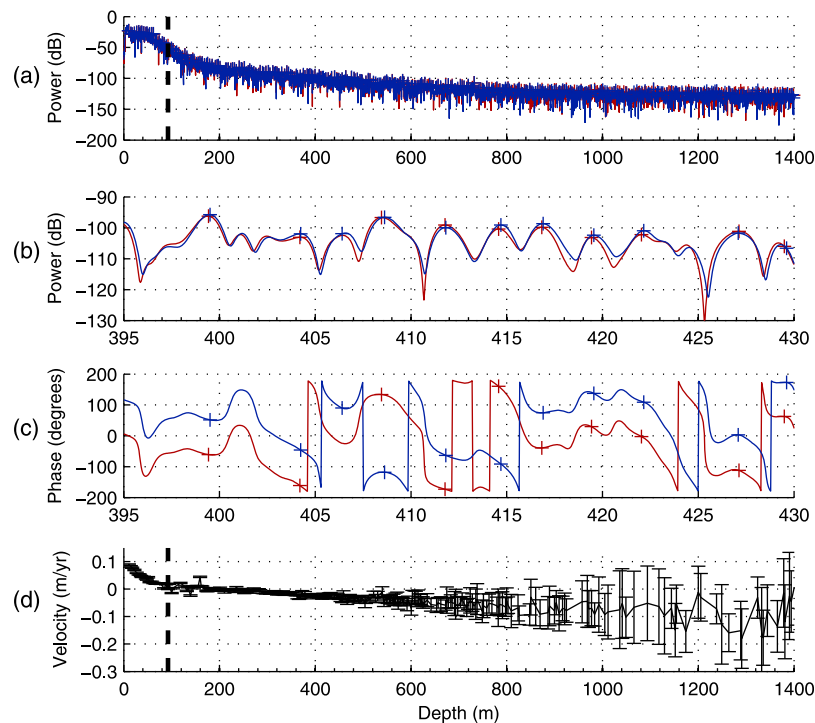 (a)
Power (dB)
0
−50
−100
−150
−200
0 200 400 600 800 1000 1200 1400
(b)
Power (dB)
−90
−100
−110
−120
−130
395 400 405 410 415 420 425 430
(c)
Phase (degrees)
200
100
0
−100
−200
395 400 405 410 415 420 425 430
(d)
Velocity (m/yr)
0.1
0
−0.1
−0.2
−0.3
0 200 400 600 800 1000 1200 1400
Depth (m)